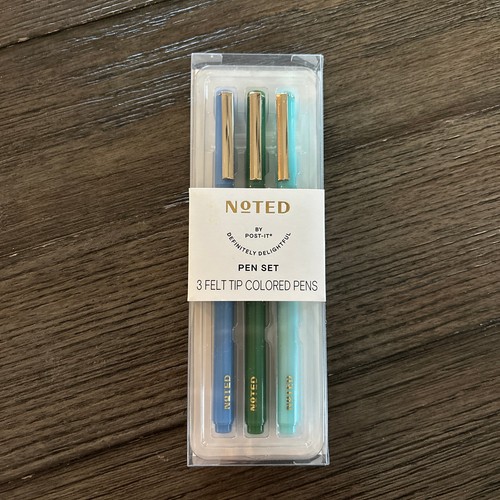 NOTED
BY
POST-IT®
DEFINITELY DELIGHTFUL
PEN SET
3 FELT TIP COLORED PENS
NOTED
NOTED
NOTED